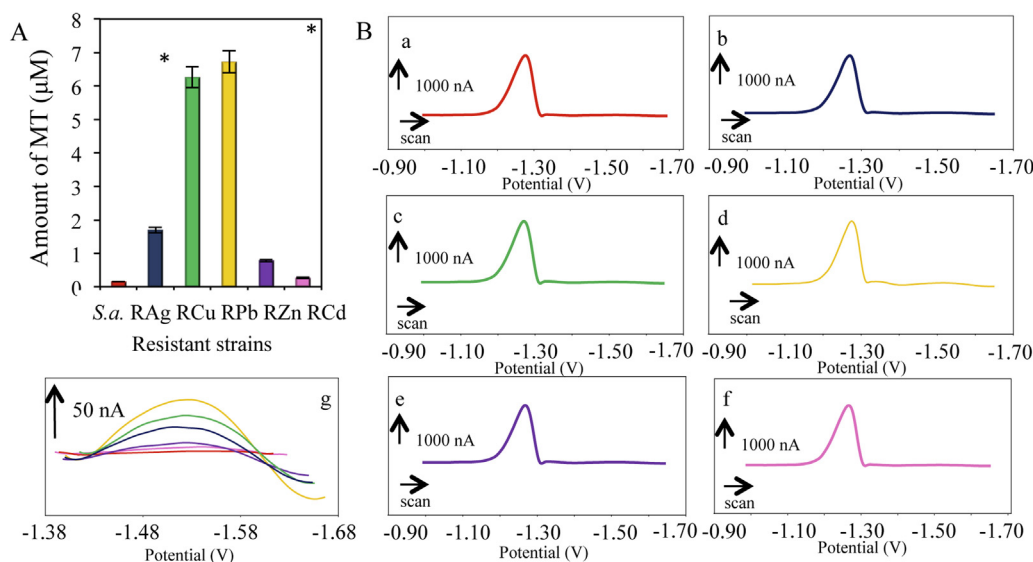 A
Amount of MT (µM)
8
7
6
5
4
3
2
1
0
*
*
S.a. RAg RCu RPb RZn RCd
Resistant strains
g
50 nA
-1.38 -1.48 -1.58 -1.68
Potential (V)
B
a
1000 nA
scan
-0.90 -1.10 -1.30 -1.50 -1.70
Potential (V)
b
1000 nA
scan
-0.90 -1.10 -1.30 -1.50 -1.70
Potential (V)
c
1000 nA
scan
-0.90 -1.10 -1.30 -1.50 -1.70
Potential (V)
d
1000 nA
scan
-0.90 -1.10 -1.30 -1.50 -1.70
Potential (V)
e
1000 nA
scan
-0.90 -1.10 -1.30 -1.50 -1.70
Potential (V)
f
1000 nA
scan
-0.90 -1.10 -1.30 -1.50 -1.70
Potential (V)